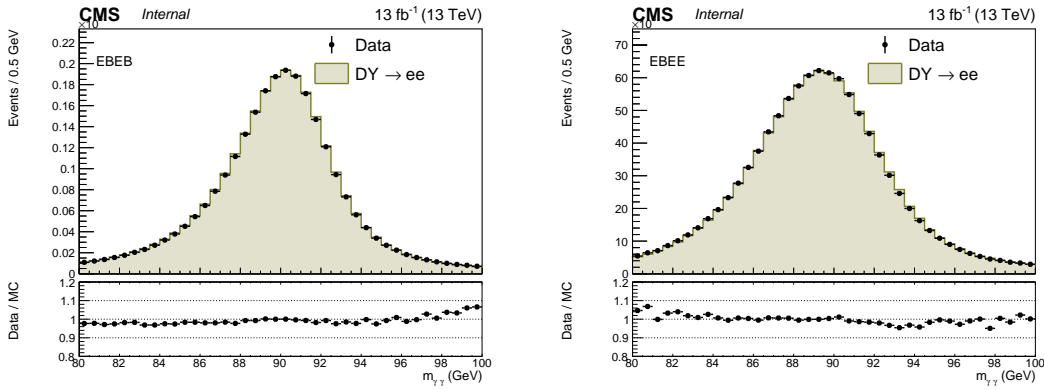 CMS Internal 13 fb⁻¹ (13 TeV)
×10
Events / 0.5 GeV
EBEB
Data
DY → ee
0.22
0.2
0.18
0.16
0.14
0.12
0.1
0.08
0.06
0.04
0.02
0
Data / MC
1.2
1.1
1
0.9
0.8
80 82 84 86 88 90 92 94 96 98 100
m_γγ (GeV)
CMS Internal 13 fb⁻¹ (13 TeV)
×10
Events / 0.5 GeV
EBEE
Data
DY → ee
70
60
50
40
30
20
10
0
Data / MC
1.2
1.1
1
0.9
0.8
80 82 84 86 88 90 92 94 96 98 100
m_γγ (GeV)